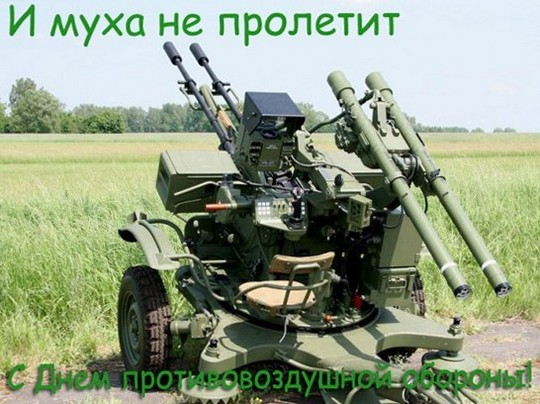 И муха не пролетит
С Днем противовоздушной обороны!